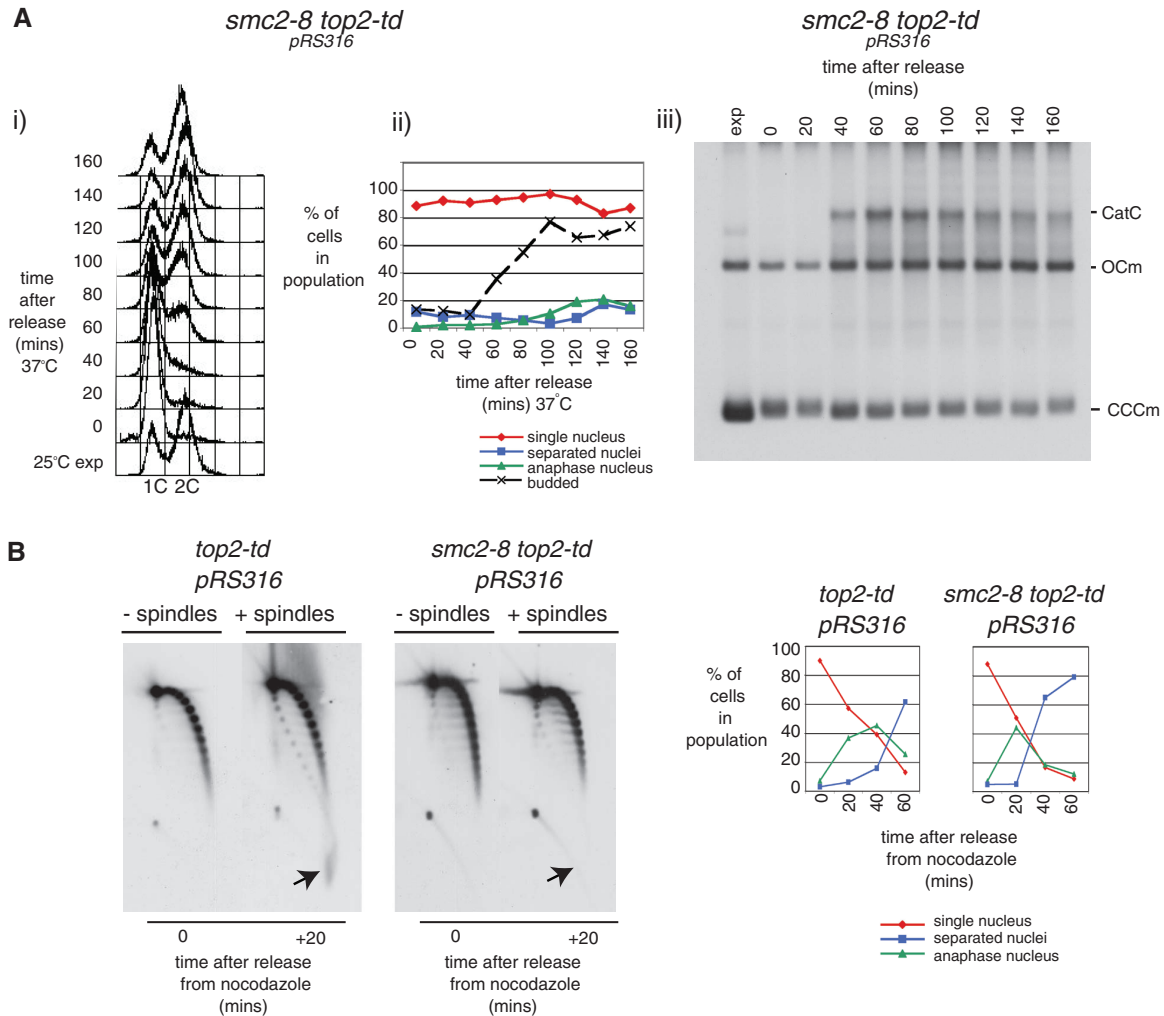 A
smc2-8 top2-td
pRS316
smc2-8 top2-td
pRS316
time after release
(mins)
i)
160
140
120
100
80
60
40
20
0
25°C exp
time
after
release
(mins)
37°C
1C 2C
ii)
% of
cells
in
population
100
80
60
40
20
0
0 20 40 60 80 100 120 140 160
time after release
(mins) 37°C
single nucleus
separated nuclei
anaphase nucleus
budded
iii)
exp 0 20 40 60 80 100 120 140 160
CatC
OCm
CCCm
B
top2-td
pRS316
- spindles + spindles
smc2-8 top2-td
pRS316
- spindles + spindles
0 +20
time after release
from nocodazole
(mins)
0 +20
time after release
from nocodazole
(mins)
top2-td
pRS316
smc2-8 top2-td
pRS316
% of
cells
in
population
100
80
60
40
20
0
0 20 40 60
0 20 40 60
time after release
from nocodazole
(mins)
single nucleus
separated nuclei
anaphase nucleus